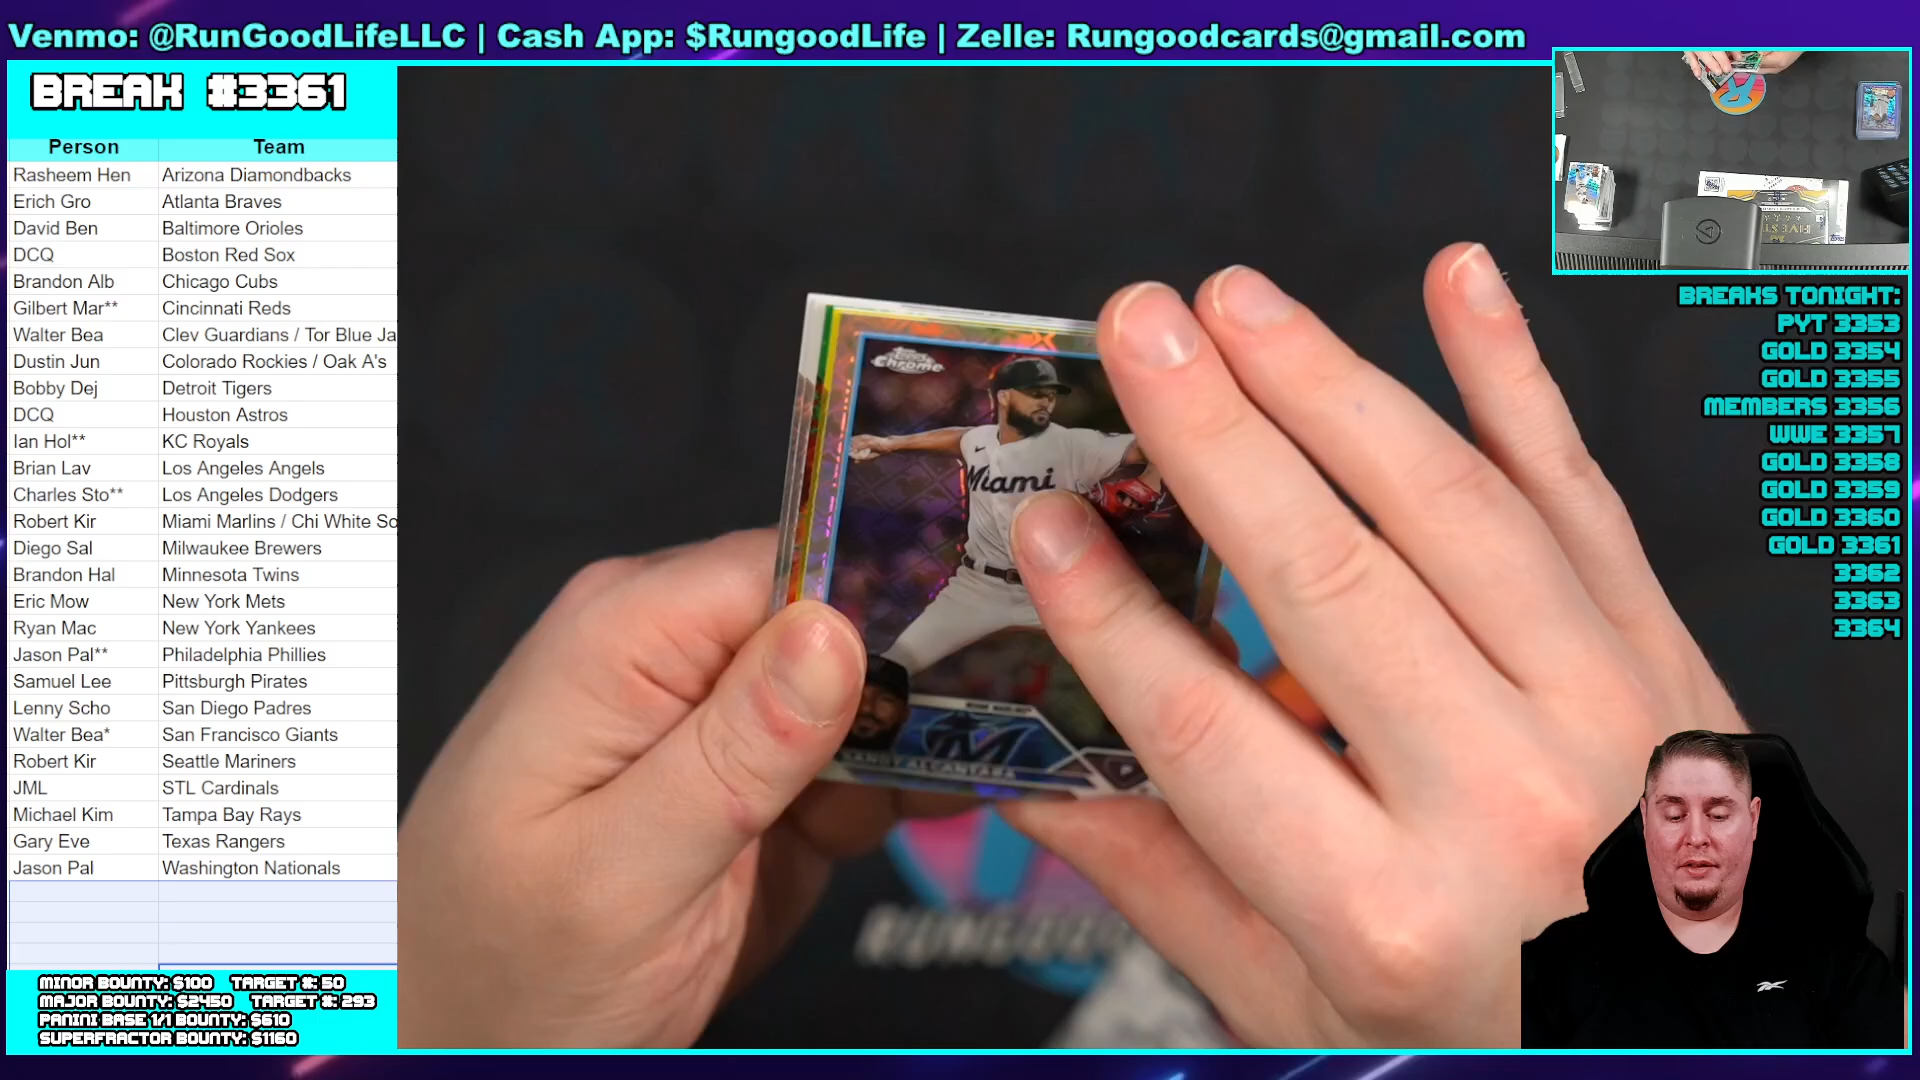 Venmo: @RunGoodLifeLLC | Cash App: $RungoodLife | Zelle: Rungoodcards@gmail.com
BREAK #3361
Person Team
Rasheem Hen Arizona Diamondbacks
Erich Gro Atlanta Braves
David Ben Baltimore Orioles
DCQ Boston Red Sox
Brandon Alb Chicago Cubs
Gilbert Mar** Cincinnati Reds
Walter Bea Clev Guardians / Tor Blue Ja
Dustin Jun Colorado Rockies / Oak A's
Bobby Dej Detroit Tigers
DCQ Houston Astros
Ian Hol** KC Royals
Brian Lav Los Angeles Angels
Charles Sto** Los Angeles Dodgers
Robert Kir Miami Marlins / Chi White So
Diego Sal Milwaukee Brewers
Brandon Hal Minnesota Twins
Eric Mow New York Mets
Ryan Mac New York Yankees
Jason Pal** Philadelphia Phillies
Samuel Lee Pittsburgh Pirates
Lenny Scho San Diego Padres
Walter Bea* San Francisco Giants
Robert Kir Seattle Mariners
JML STL Cardinals
Michael Kim Tampa Bay Rays
Gary Eve Texas Rangers
Jason Pal Washington Nationals
MINOR BOUNTY: $100 TARGET #: 50
MAJOR BOUNTY: $2450 TARGET #: 293
PANINI BASE 1/1 BOUNTY: $610
SUPERFRACTOR BOUNTY: $1160
Topps
Chrome
Miami
SANDY ALCANTARA
RUNGOOD
BREAKS TONIGHT:
PYT 3353
GOLD 3354
GOLD 3355
MEMBERS 3356
WWE 3357
GOLD 3358
GOLD 3359
GOLD 3360
GOLD 3361
3362
3363
3364